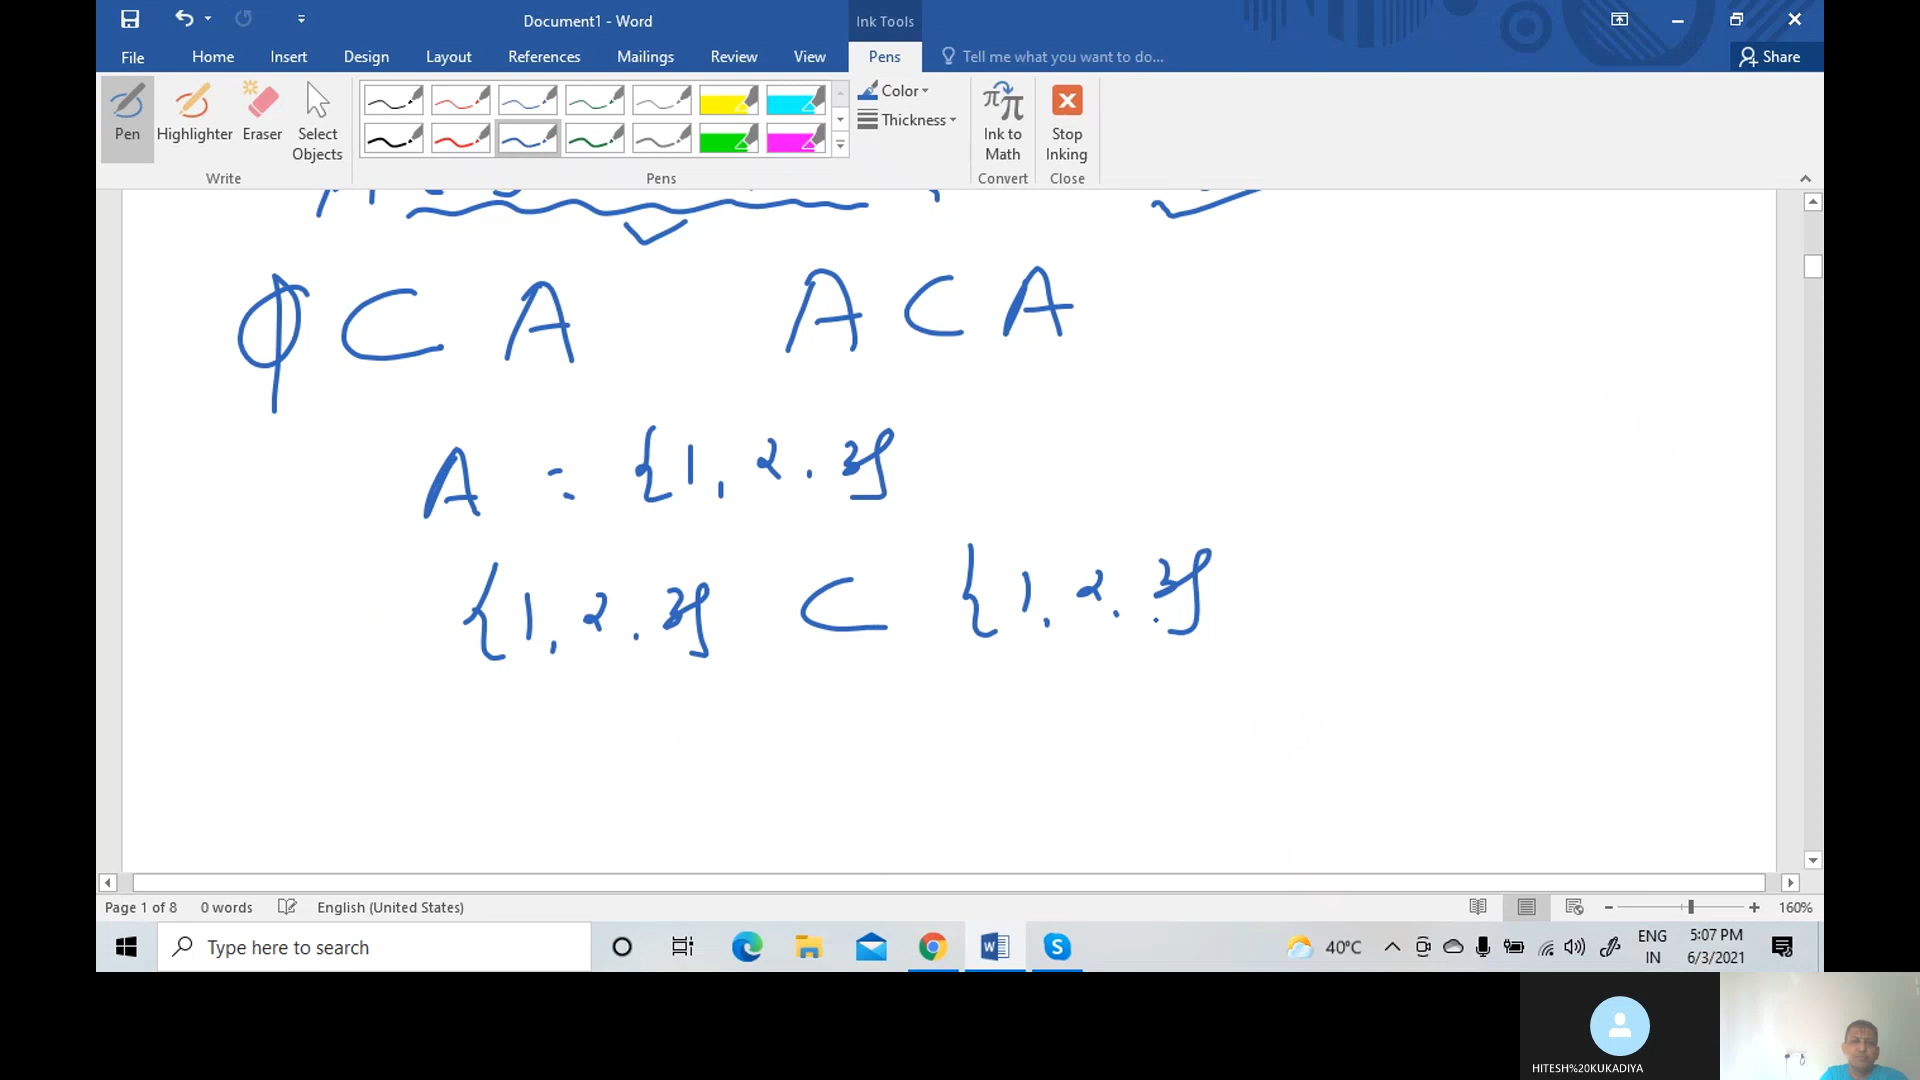 Document1 - Word
Ink Tools
File Home Insert Design Layout References Mailings Review View Pens Tell me what you want to do... Share
Pen Highlighter Eraser Select Objects
Color
Thickness
Ink to Math
Stop Inking
Write Pens Convert Close
ϕ ⊂ A A ⊂ A
A = {1, 2, 3}
{1, 2, 3} ⊂ {1, 2, 3}
Page 1 of 8 0 words English (United States) 160%
Type here to search
40°C ENG IN 5:07 PM 6/3/2021
HITESH%20KUKADIYA